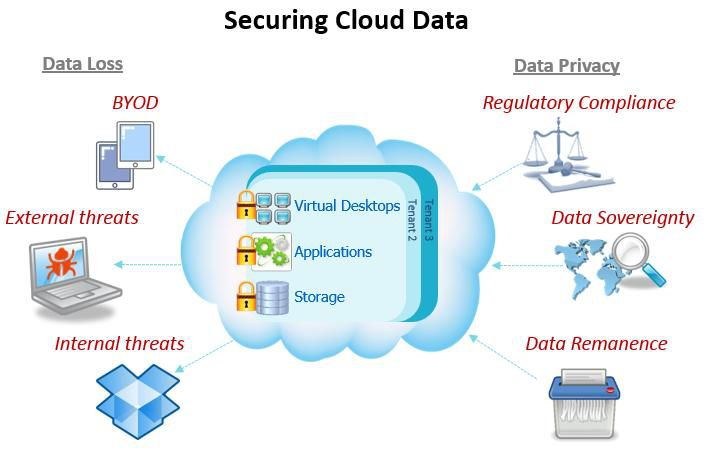 Securing Cloud Data
Data Loss
Data Privacy
BYOD
Regulatory Compliance
External threats
Data Sovereignty
Virtual Desktops
Applications
Storage
Tenant 2
Tenant 3
Internal threats
Data Remanence